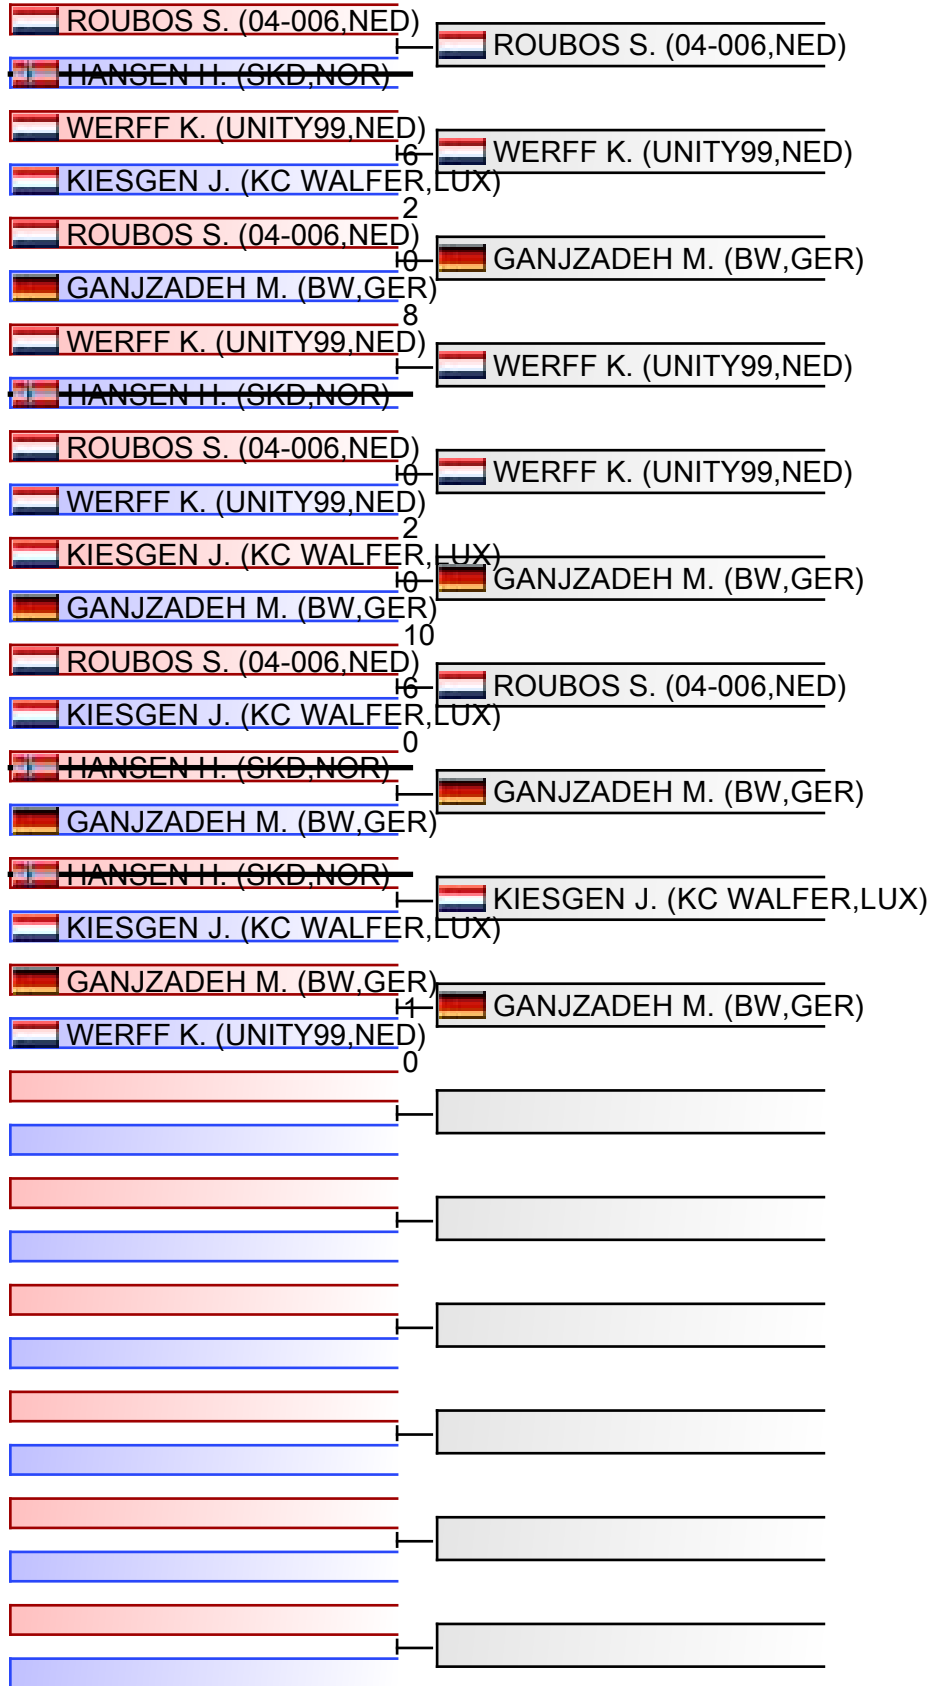 ROUBOS S. (04-006,NED)
ROUBOS S. (04-006,NED)
HANSEN H. (SKD,NOR)
WERFF K. (UNITY99,NED)
6
WERFF K. (UNITY99,NED)
KIESGEN J. (KC WALFER,LUX)
2
ROUBOS S. (04-006,NED)
0
GANJZADEH M. (BW,GER)
GANJZADEH M. (BW,GER)
8
WERFF K. (UNITY99,NED)
WERFF K. (UNITY99,NED)
HANSEN H. (SKD,NOR)
ROUBOS S. (04-006,NED)
0
WERFF K. (UNITY99,NED)
WERFF K. (UNITY99,NED)
2
KIESGEN J. (KC WALFER,LUX)
0
GANJZADEH M. (BW,GER)
GANJZADEH M. (BW,GER)
10
ROUBOS S. (04-006,NED)
6
ROUBOS S. (04-006,NED)
KIESGEN J. (KC WALFER,LUX)
0
HANSEN H. (SKD,NOR)
GANJZADEH M. (BW,GER)
GANJZADEH M. (BW,GER)
HANSEN H. (SKD,NOR)
KIESGEN J. (KC WALFER,LUX)
KIESGEN J. (KC WALFER,LUX)
GANJZADEH M. (BW,GER)
1
GANJZADEH M. (BW,GER)
WERFF K. (UNITY99,NED)
0